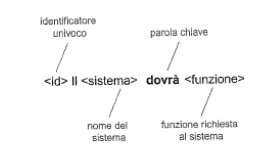 identificatore
univoco
parola chiave
<id> Il <sistema> dovrà <funzione>
nome del
sistema
funzione richiesta
al sistema